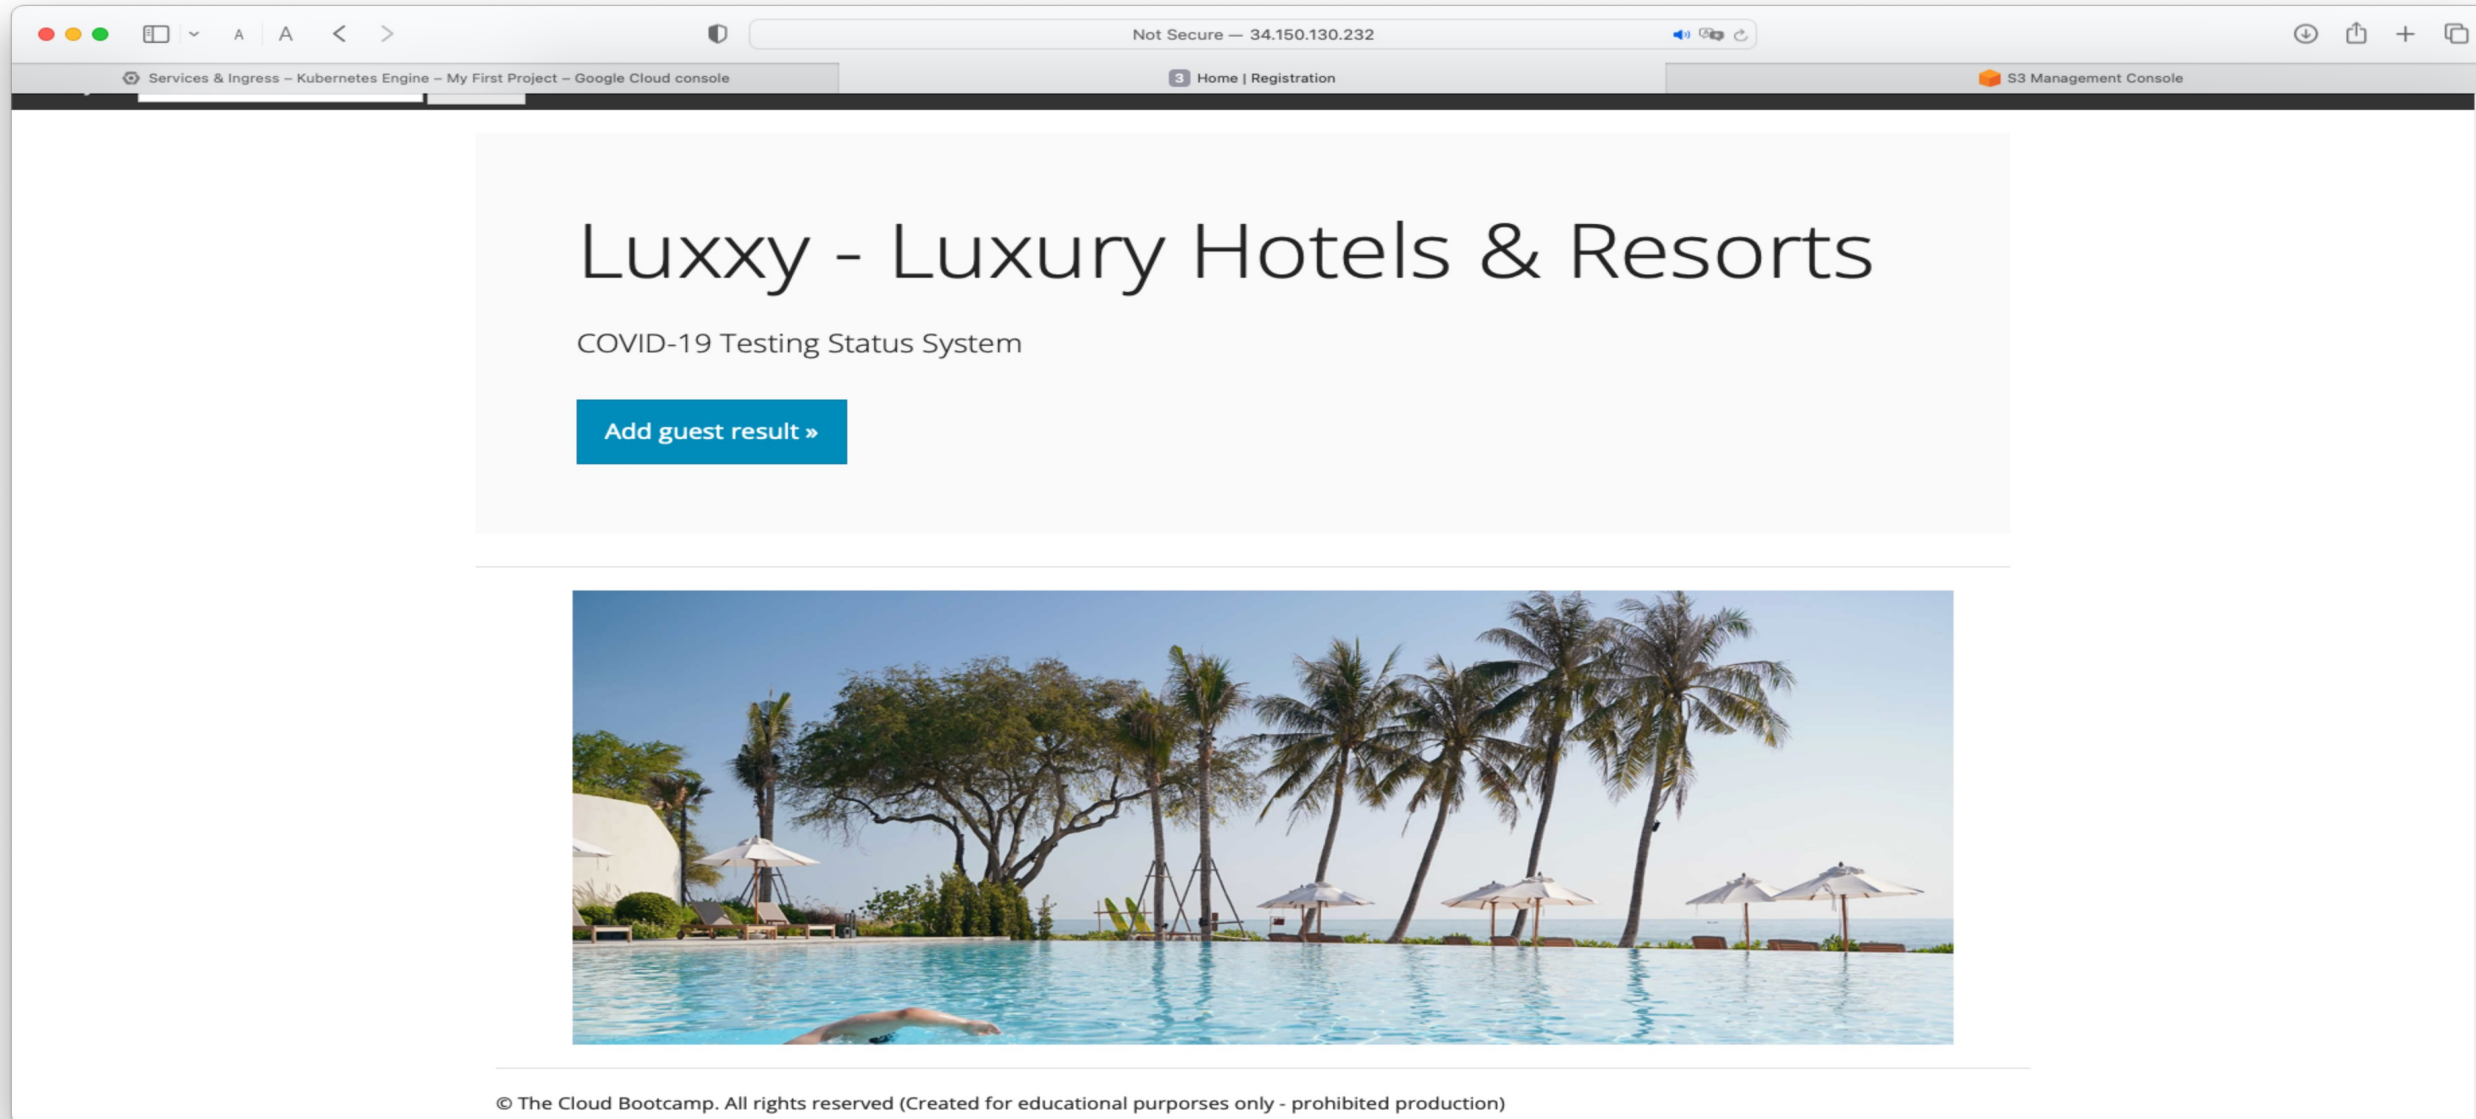 A A Not Secure — 34.150.130.232
Services & Ingress – Kubernetes Engine – My First Project – Google Cloud console
3 Home | Registration
S3 Management Console
Luxxy - Luxury Hotels & Resorts
COVID-19 Testing Status System
Add guest result »
© The Cloud Bootcamp. All rights reserved (Created for educational purporses only - prohibited production)